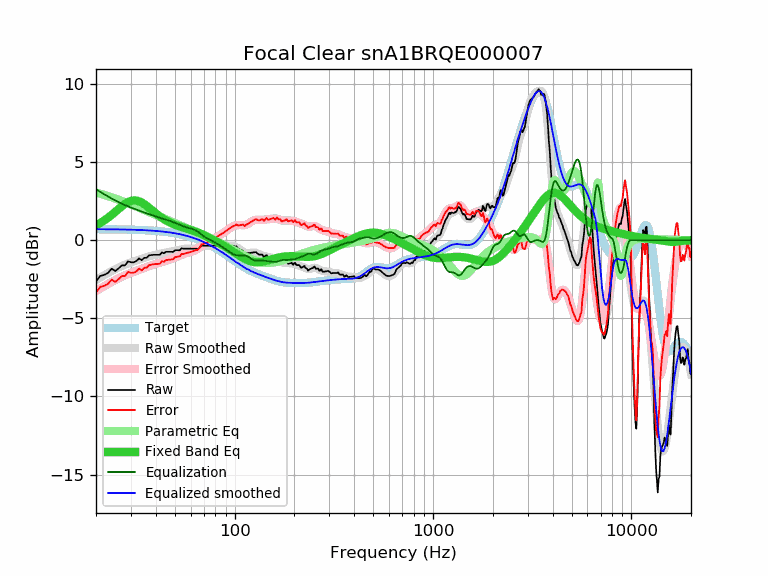 Focal Clear snA1BRQE000007
10
5
0
−5
−10
−15
Amplitude (dBr)
Target
Raw Smoothed
Error Smoothed
Raw
Error
Parametric Eq
Fixed Band Eq
Equalization
Equalized smoothed
100
1000
10000
Frequency (Hz)